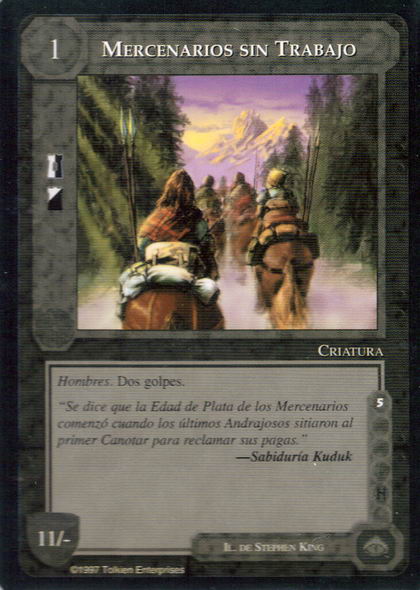 1
MERCENARIOS SIN TRABAJO
CRIATURA
Hombres. Dos golpes.
5
“Se dice que la Edad de Plata de los Mercenarios
comenzó cuando los últimos Andrajosos sitiaron al
primer Canotar para reclamar sus pagas.”
—Sabiduría Kuduk
11/-
IL. DE STEPHEN KING
©1997 Tolkien Enterprises